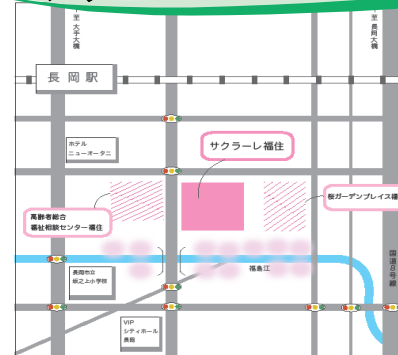 至 大手大橋
至 長岡大橋
長岡駅
ホテル
ニューオータニ
サクラーレ福住
高齢者総合
福祉相談センター福住
桜ガーデンプレイス福
福島江
国道8号線
長岡市立
阪之上小学校
VIP
シティホール
長岡